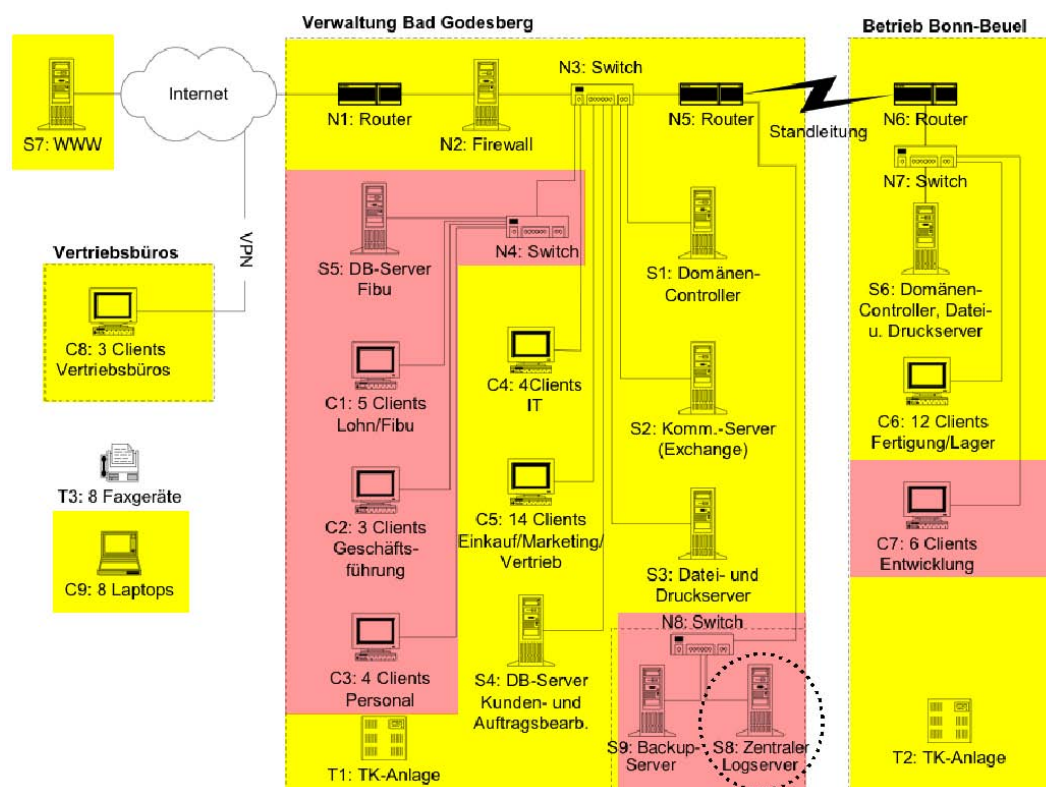 Verwaltung Bad Godesberg
Betrieb Bonn-Beuel
S7: WWW
Internet
VPN
N1: Router
N2: Firewall
N3: Switch
N5: Router
Standleitung
N6: Router
N7: Switch
Vertriebsbüros
C8: 3 Clients
Vertriebsbüros
T3: 8 Faxgeräte
C9: 8 Laptops
S5: DB-Server
Fibu
N4: Switch
C1: 5 Clients
Lohn/Fibu
C2: 3 Clients
Geschäfts-
führung
C3: 4 Clients
Personal
T1: TK-Anlage
C4: 4Clients
IT
C5: 14 Clients
Einkauf/Marketing/
Vertrieb
S4: DB-Server
Kunden- und
Auftragsbearb.
S1: Domänen-
Controller
S2: Komm.-Server
(Exchange)
S3: Datei- und
Druckserver
N8: Switch
S9: Backup-
Server
S8: Zentraler
Logserver
S6: Domänen-
Controller, Datei-
u. Druckserver
C6: 12 Clients
Fertigung/Lager
C7: 6 Clients
Entwicklung
T2: TK-Anlage